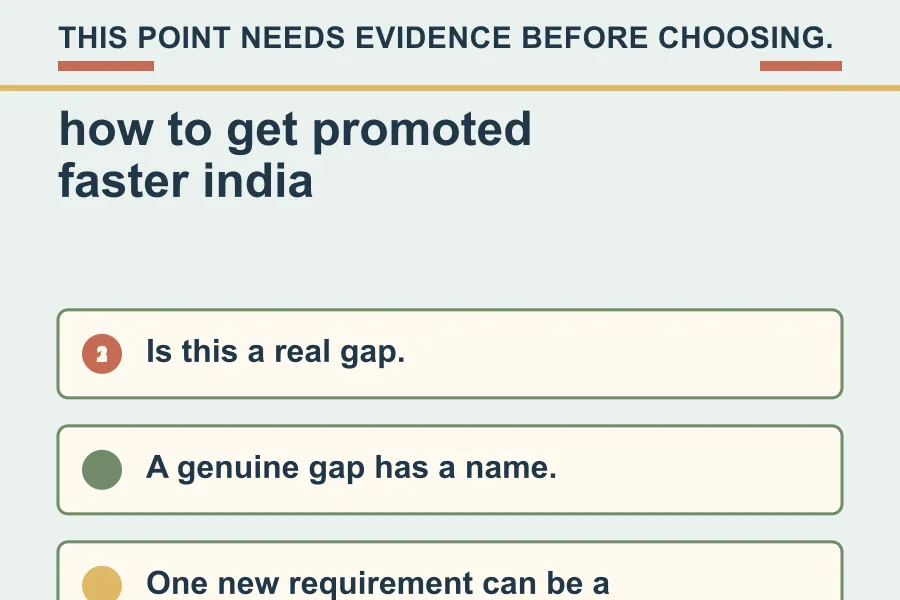 THIS POINT NEEDS EVIDENCE BEFORE CHOOSING.
how to get promoted
faster india
Is this a real gap.
A genuine gap has a name.
One new requirement can be a